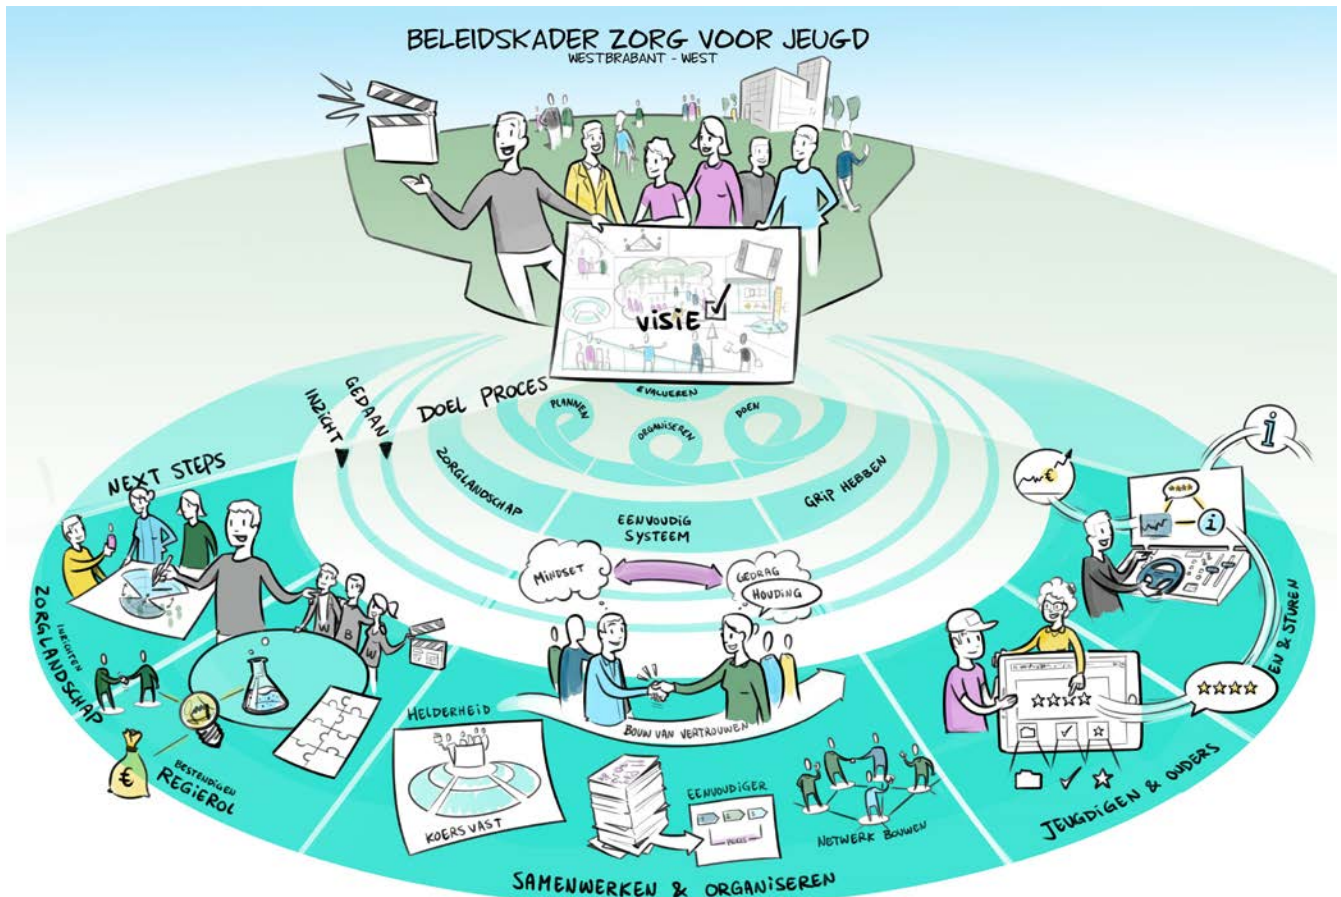 BELEIDSKADER ZORG VOOR JEUGD
WESTBRABANT - WEST
VISIE
EVALUEREN
PLANNEN
ORGANISEREN
DOEN
DOEL PROCES
GEDAAN
INZICHT
NEXT STEPS
ZORGLANDSCHAP
EENVOUDIG
SYSTEEM
GRIP HEBBEN
MINDSET
GEDRAG
HOUDING
BOUW VAN VERTROUWEN
W
B
W
INRICHTEN
ZORGLANDSCHAP
BESTENDIGEN
REGIEROL
€
HELDERHEID
KOERSVAST
EENVOUDIGER
NETWERK BOUWEN
SAMENWERKEN & ORGANISEREN
JEUGDIGEN & OUDERS
EN & STUREN
€
i
i